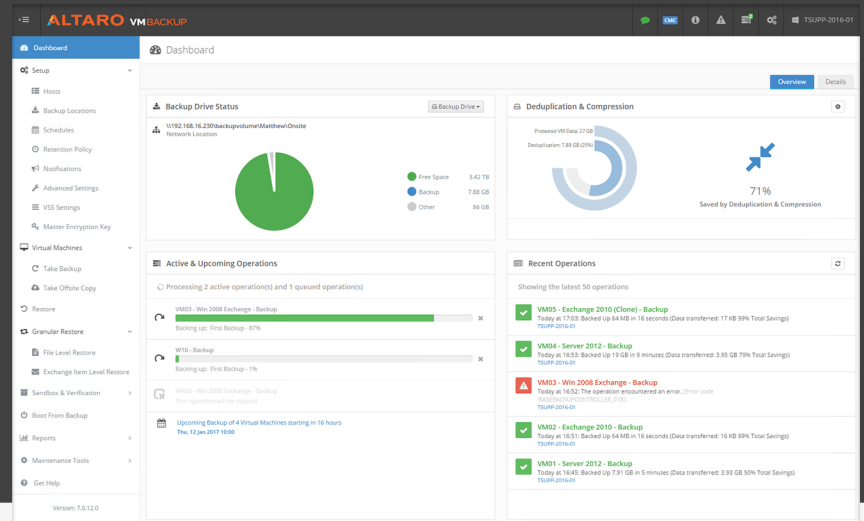 ALTARO VM BACKUP
CMC
TSUPP-2016-01
Dashboard
Setup
Hosts
Backup Locations
Schedules
Retention Policy
Notifications
Advanced Settings
VSS Settings
Master Encryption Key
Virtual Machines
Take Backup
Take Offsite Copy
Restore
Granular Restore
File Level Restore
Exchange Item Level Restore
Sandbox & Verification
Boot From Backup
Reports
Maintenance Tools
Get Help
Version: 7.0.12.0
Dashboard
Overview
Details
Backup Drive Status
Backup Drive
\\192.168.16.230\backupvolume\Matthew\Onsite
Network Location
Free Space 3.42 TB
Backup 7.88 GB
Other 86 GB
Deduplication & Compression
Protected VM Data: 27 GB
Deduplication: 7.88 GB (29%)
71%
Saved by Deduplication & Compression
Active & Upcoming Operations
Processing 2 active operation(s) and 1 queued operation(s)
VM03 - Win 2008 Exchange - Backup
Backing up: First Backup - 87%
W10 - Backup
Backing up: First Backup - 1%
VM03 - Win 2008 Exchange - Backup
This operation will be stopped
Upcoming Backup of 4 Virtual Machines starting in 16 hours
Thu, 12 Jan 2017 10:00
Recent Operations
Showing the latest 50 operations
VM05 - Exchange 2010 (Clone) - Backup
Today at 17:03: Backed Up 64 MB in 16 seconds (Data transferred: 17 KB 99% Total Savings)
TSUPP-2016-01
VM04 - Server 2012 - Backup
Today at 16:53: Backed Up 19 GB in 9 minutes (Data transferred: 3.95 GB 79% Total Savings)
TSUPP-2016-01
VM03 - Win 2008 Exchange - Backup
Today at 16:52: The operation encountered an error. (Error code
TSUPP-2016-01
VM02 - Exchange 2010 - Backup
Today at 16:51: Backed Up 64 MB in 16 seconds (Data transferred: 16 KB 99% Total Savings)
TSUPP-2016-01
VM01 - Server 2012 - Backup
Today at 16:45: Backed Up 7.91 GB in 5 minutes (Data transferred: 3.93 GB 50% Total Savings)
TSUPP-2016-01